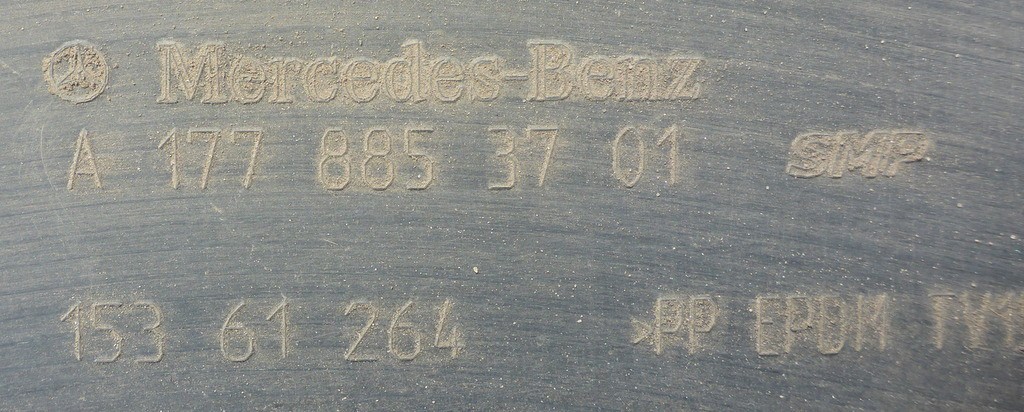 Mercedes-Benz
A 177 885 37 01 SMP
153 61 264 >PP EPDM